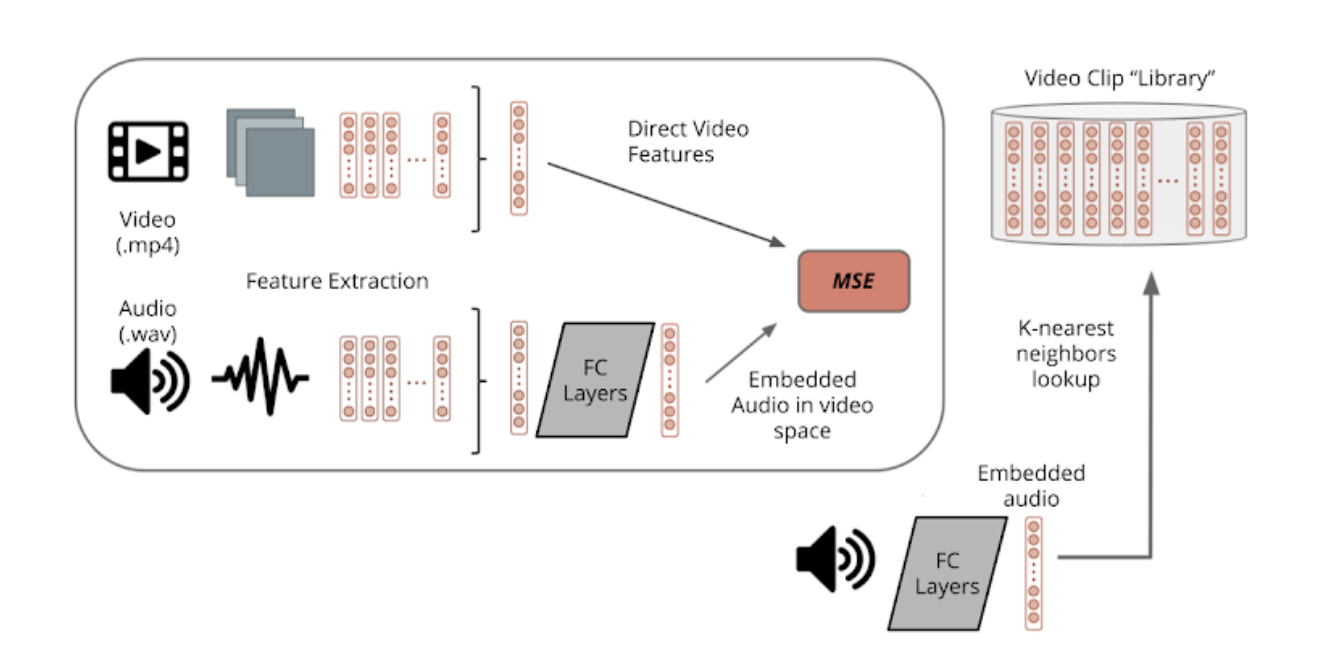 Video
(.mp4)
Direct Video
Features
Feature Extraction
Audio
(.wav)
FC
Layers
MSE
Embedded
Audio in video
space
Video Clip “Library”
K-nearest
neighbors
lookup
Embedded
audio
FC
Layers